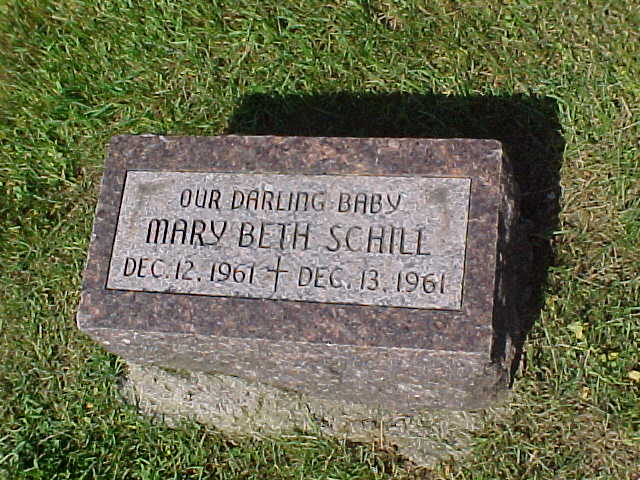 OUR DARLING BABY
MARY BETH SCHILL
DEC. 12. 1961 † DEC. 13. 1961